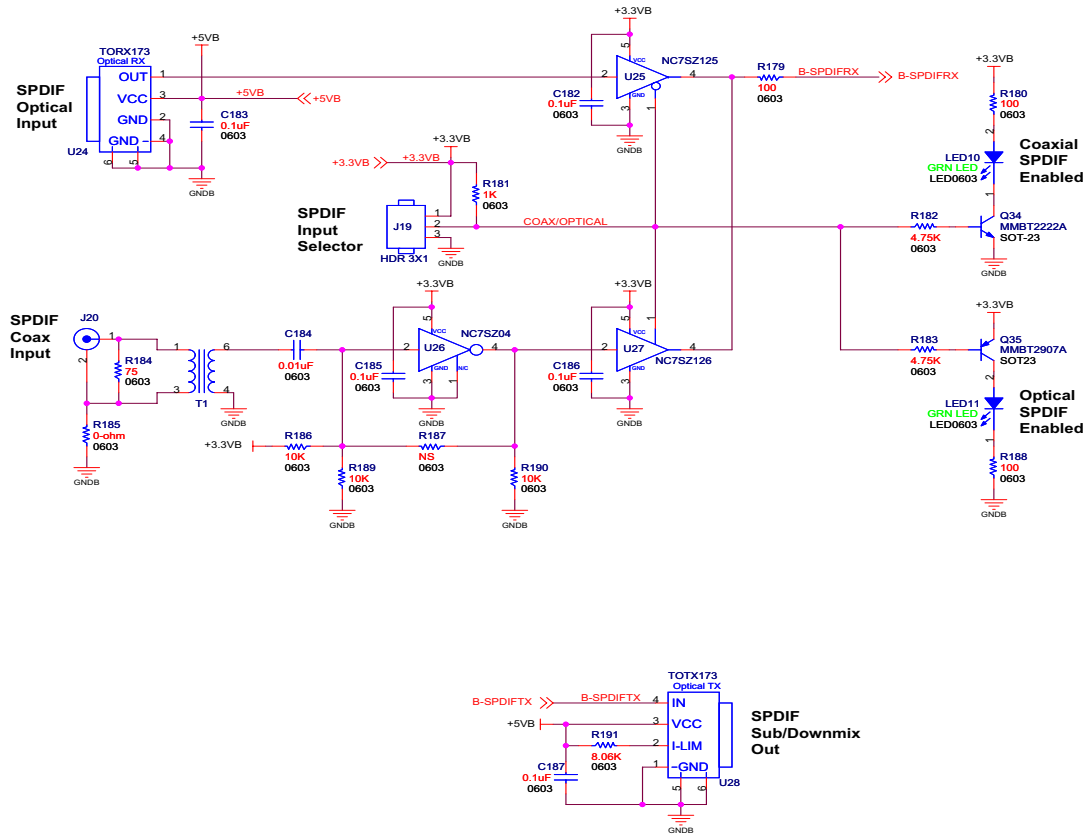 +5VB
TORX173
Optical RX
OUT 1
VCC 3
GND 2
GND 4
6 5
U24
SPDIF
Optical
Input
+5VB
+5VB
C183
0.1uF
0603
GNDB
+3.3VB
C182
0.1uF
0603
5
VCC
U25
GND
3
1
2
4
NC7SZ125
GNDB
R179
100
0603
B-SPDIFRX
B-SPDIFRX
+3.3VB
R180
100
0603
2
LED10
GRN LED
LED0603
1
Coaxial
SPDIF
Enabled
R182
4.75K
0603
Q34
MMBT2222A
SOT-23
GNDB
+3.3VB
+3.3VB
+3.3VB
R181
1K
0603
SPDIF
Input
Selector
J19
1
2
3
HDR 3X1
GNDB
COAX/OPTICAL
SPDIF
Coax
Input
J20
1
2
R184
75
0603
R185
0-ohm
0603
GNDB
1
3
6
4
T1
GNDB
C184
0.01uF
0603
+3.3VB
C185
0.1uF
0603
2
5
VCC
U26
GND
N/C
3
1
4
NC7SZ04
GNDB
+3.3VB
R186
10K
0603
R187
NS
0603
R189
10K
0603
GNDB
R190
10K
0603
GNDB
+3.3VB
C186
0.1uF
0603
2
5
VCC
1
U27
GND
3
4
NC7SZ126
GNDB
+3.3VB
R183
4.75K
0603
Q35
MMBT2907A
SOT23
2
LED11
GRN LED
LED0603
1
Optical
SPDIF
Enabled
R188
100
0603
GNDB
TOTX173
Optical TX
B-SPDIFTX
B-SPDIFTX
4 IN
+5VB
3 VCC
R191
8.06K
0603
2 I-LIM
1 GND
C187
0.1uF
0603
5 6
U28
GNDB
SPDIF
Sub/Downmix
Out